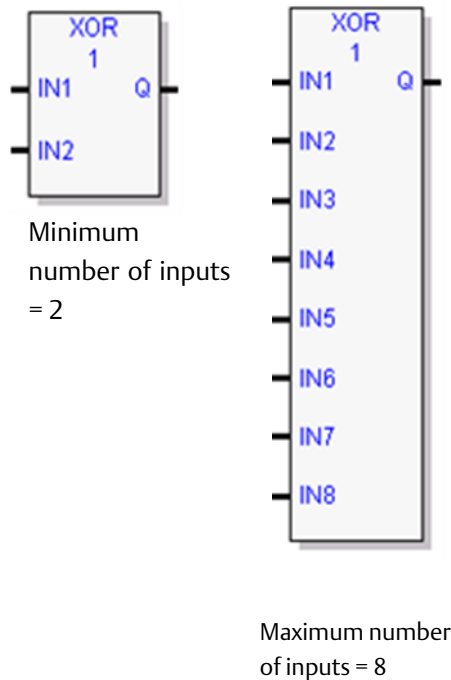 XOR
1
IN1 Q
IN2
Minimum
number of inputs
= 2
XOR
1
IN1 Q
IN2
IN3
IN4
IN5
IN6
IN7
IN8
Maximum number
of inputs = 8